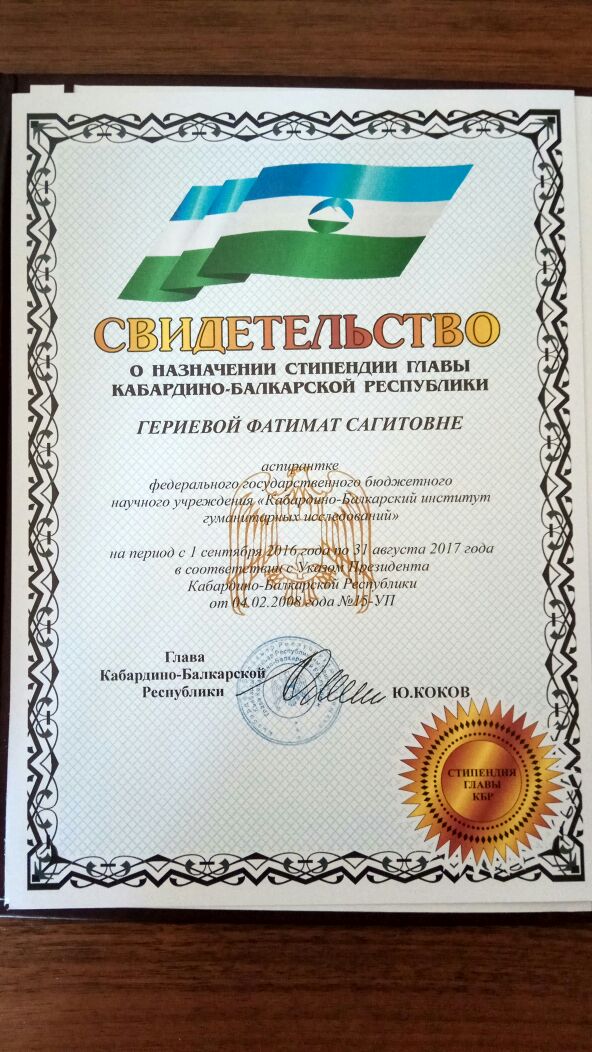 СВИДЕТЕЛЬСТВО
О НАЗНАЧЕНИИ СТИПЕНДИИ ГЛАВЫ
КАБАРДИНО-БАЛКАРСКОЙ РЕСПУБЛИКИ
ГЕРИЕВОЙ ФАТИМАТ САГИТОВНЕ
аспирантке
федерального государственного бюджетного
научного учреждения «Кабардино-Балкарский институт
гуманитарных исследований»
на период с 1 сентября 2016 года по 31 августа 2017 года
в соответствии с Указом Президента
Кабардино-Балкарской Республики
от 04.02.2008 года №15-УП
Глава
Кабардино-Балкарской
Республики
Ю.КОКОВ
СТИПЕНДИЯ
ГЛАВЫ
КБР